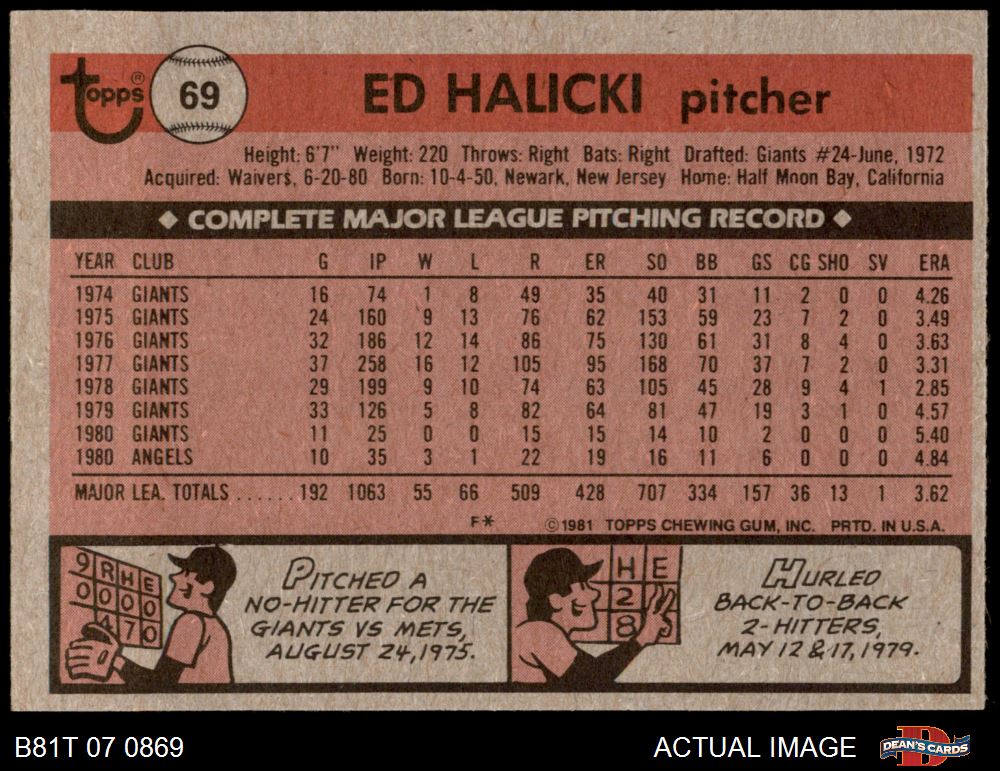 topps® 69 ED HALICKI pitcher
Height: 6'7" Weight: 220 Throws: Right Bats: Right Drafted: Giants #24-June, 1972
Acquired: Waivers, 6-20-80 Born: 10-4-50, Newark, New Jersey Home: Half Moon Bay, California
◆ COMPLETE MAJOR LEAGUE PITCHING RECORD ◆
YEAR CLUB G IP W L R ER SO BB GS CG SHO SV ERA
1974 GIANTS 16 74 1 8 49 35 40 31 11 2 0 0 4.26
1975 GIANTS 24 160 9 13 76 62 153 59 23 7 2 0 3.49
1976 GIANTS 32 186 12 14 86 75 130 61 31 8 4 0 3.63
1977 GIANTS 37 258 16 12 105 95 168 70 37 7 2 0 3.31
1978 GIANTS 29 199 9 10 74 63 105 45 28 9 4 1 2.85
1979 GIANTS 33 126 5 8 82 64 81 47 19 3 1 0 4.57
1980 GIANTS 11 25 0 0 15 15 14 10 2 0 0 0 5.40
1980 ANGELS 10 35 3 1 22 19 16 11 6 0 0 0 4.84
MAJOR LEA. TOTALS ...... 192 1063 55 66 509 428 707 334 157 36 13 1 3.62
F* ©1981 TOPPS CHEWING GUM, INC. PRTD. IN U.S.A.
9 R H E
0 0 0 0
4 7 0
PITCHED A
NO-HITTER FOR THE
GIANTS VS METS,
AUGUST 24, 1975.
H E
2
8 5
HURLED
BACK-TO-BACK
2-HITTERS,
MAY 12 & 17, 1979.
B81T 07 0869 ACTUAL IMAGE D DEAN'S CARDS